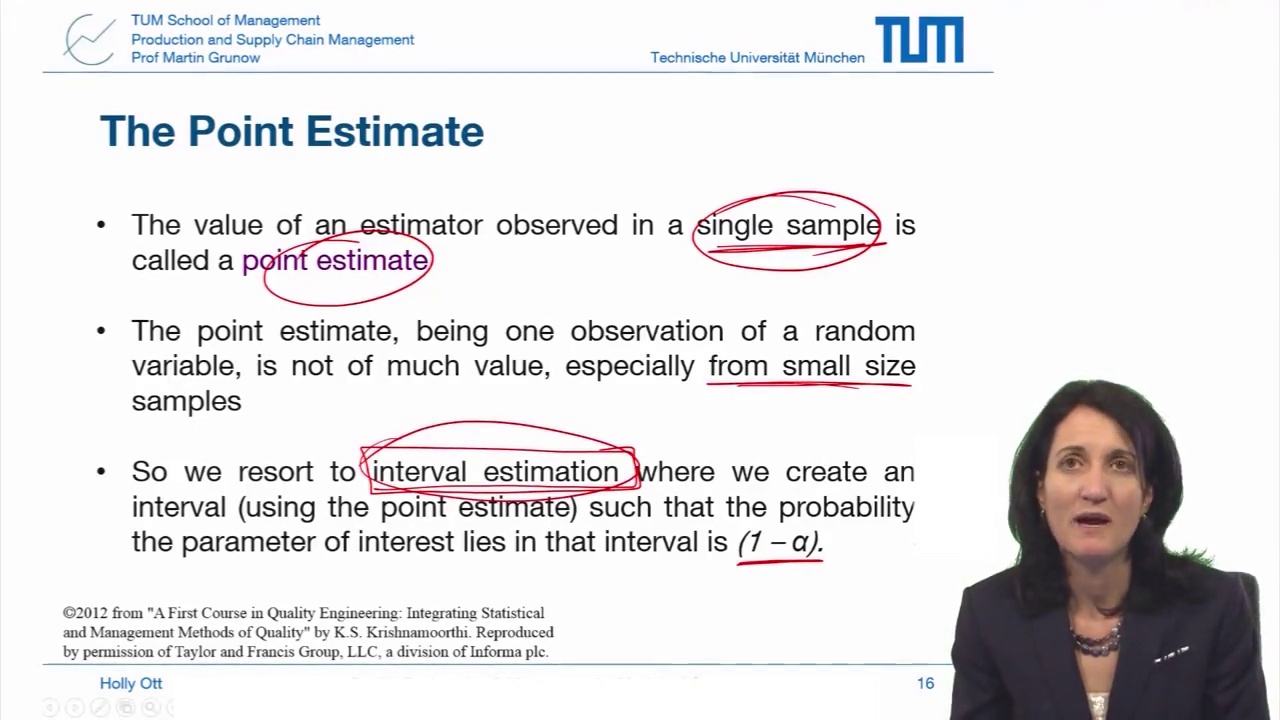 TUM School of Management
Production and Supply Chain Management
Prof Martin Grunow
Technische Universität München
TUM
The Point Estimate
• The value of an estimator observed in a single sample is
called a point estimate
• The point estimate, being one observation of a random
variable, is not of much value, especially from small size
samples
• So we resort to interval estimation where we create an
interval (using the point estimate) such that the probability
the parameter of interest lies in that interval is (1 – α).
©2012 from "A First Course in Quality Engineering: Integrating Statistical
and Management Methods of Quality" by K.S. Krishnamoorthi. Reproduced
by permission of Taylor and Francis Group, LLC, a division of Informa plc.
Holly Ott
16